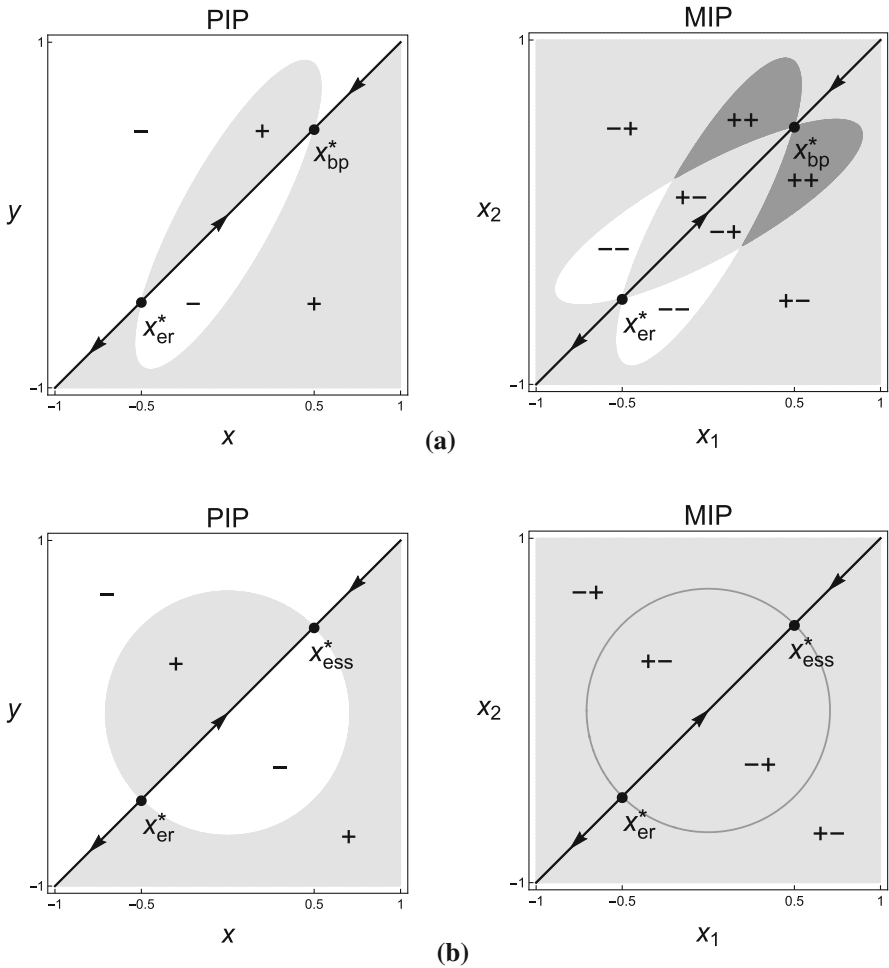 PIP
MIP
1
1
− + −+ ++
x*bp
x*bp
y
x2
++
+−
−+
−−
− +
−− +−
x*er
x*er
−1
−1
−1 −0.5 0.5 1
−1 −0.5 0.5 1
x
x1
(a)
PIP
MIP
1
1
−
−+
+
+−
x*ess
x*ess
y
x2
−
−+
x*er
x*er
+
+−
−1
−1
−1 −0.5 0.5 1
−1 −0.5 0.5 1
x
x1
(b)